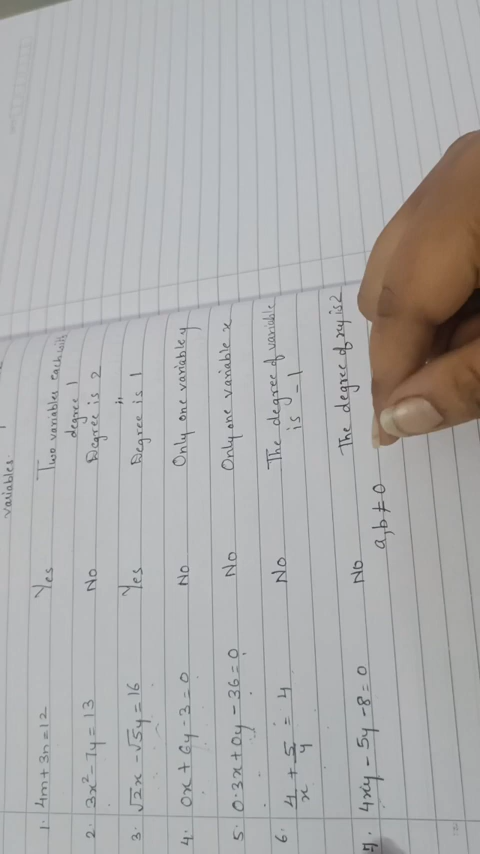 variables.
1. 4m + 3n = 12 Yes Two variables each with degree 1
2. 3x² - 7y = 13 No Degree is 2
3. √2x - √5y = 16 Yes Degree is 1
4. 0x + 6y - 3 = 0 No Only one variable y
5. 0.3x + 0y - 36 = 0 No Only one variable x
6. 4/x + 5/y = 4 No The degree of variable
is -1
7. 4xy - 5y - 8 = 0 No The degree of xy is 2
a, b ≠ 0